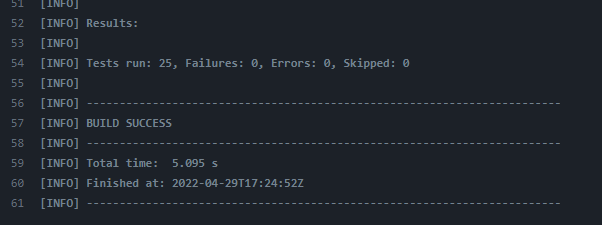 51 [INFO]
52 [INFO] Results:
53 [INFO]
54 [INFO] Tests run: 25, Failures: 0, Errors: 0, Skipped: 0
55 [INFO]
56 [INFO] ------------------------------------------------------------------------
57 [INFO] BUILD SUCCESS
58 [INFO] ------------------------------------------------------------------------
59 [INFO] Total time:  5.095 s
60 [INFO] Finished at: 2022-04-29T17:24:52Z
61 [INFO] ------------------------------------------------------------------------